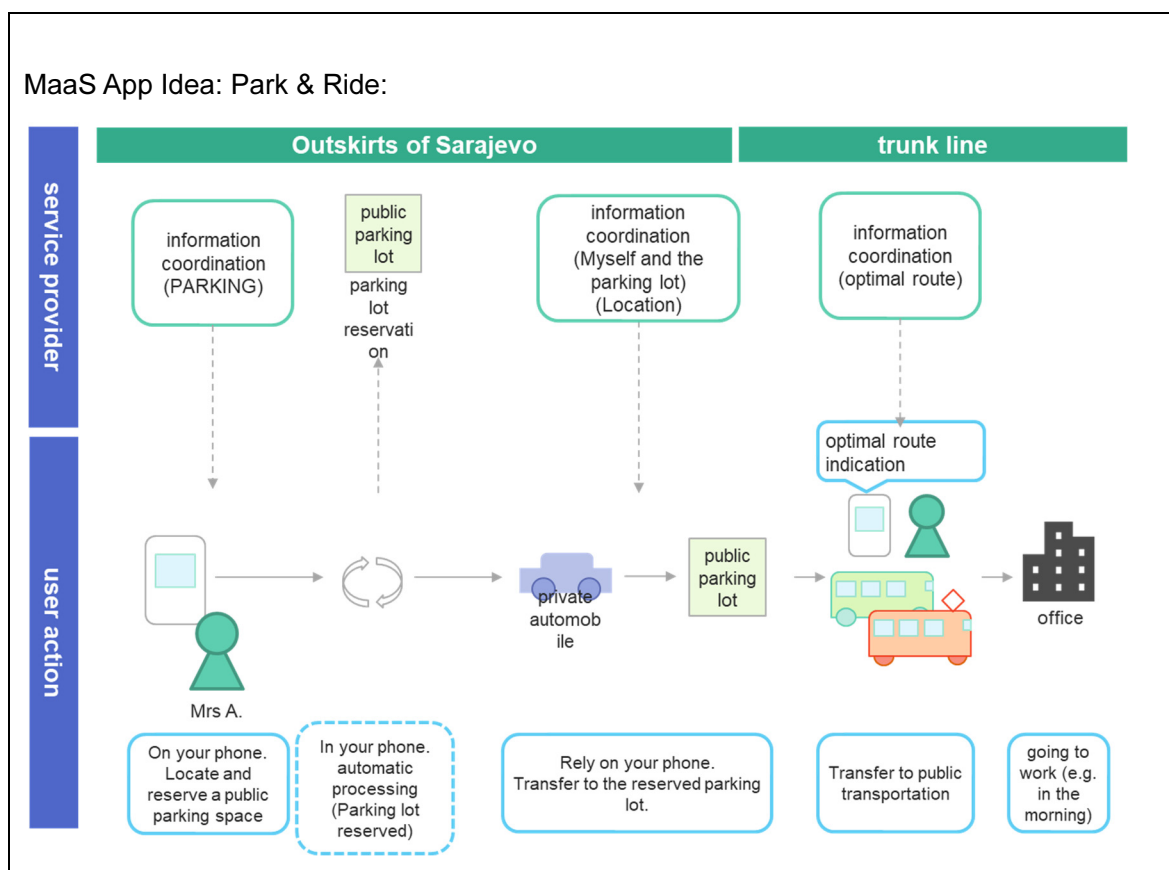 MaaS App Idea: Park & Ride:
Outskirts of Sarajevo
trunk line
service provider
information
coordination
(PARKING)
public
parking
lot
parking
lot
reservati
on
information
coordination
(Myself and the
parking lot)
(Location)
information
coordination
(optimal route)
user action
optimal route
indication
Mrs A.
private
automob
ile
public
parking
lot
office
On your phone.
Locate and
reserve a public
parking space
In your phone.
automatic
processing
(Parking lot
reserved)
Rely on your phone.
Transfer to the reserved parking
lot.
Transfer to public
transportation
going to
work (e.g.
in the
morning)